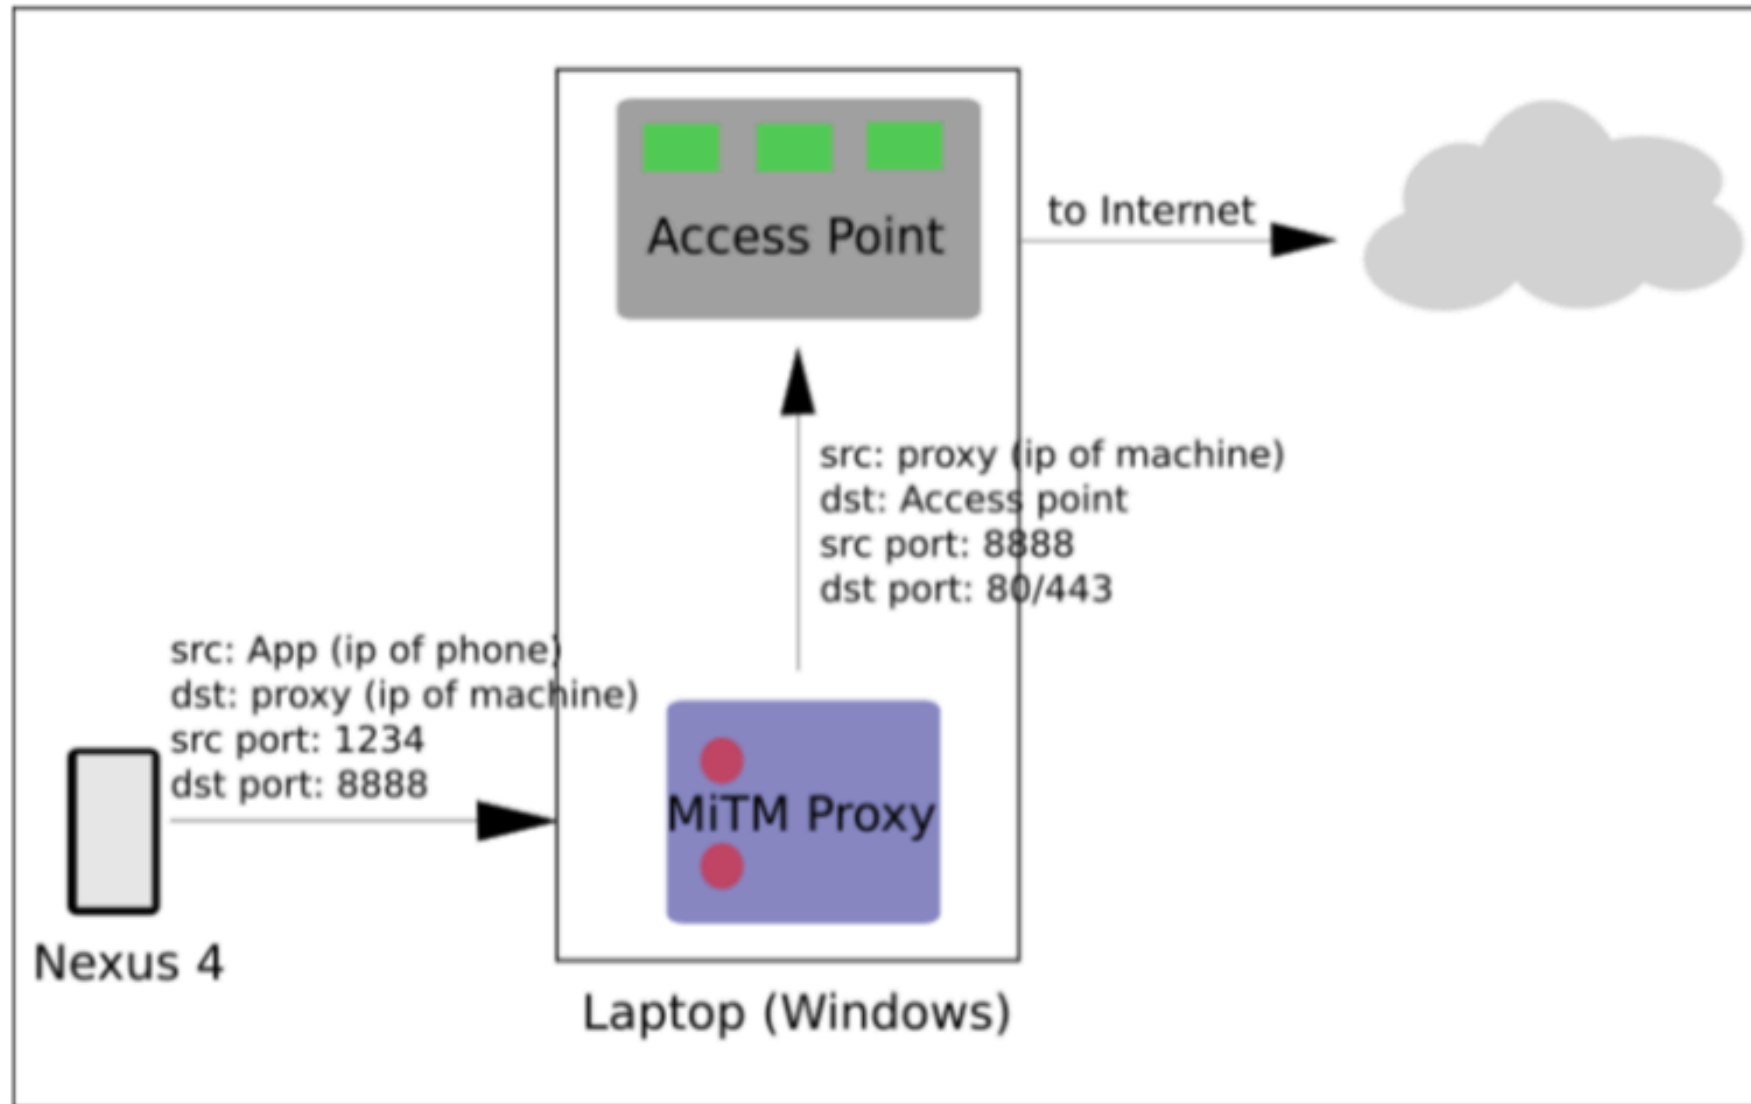 Access Point
to Internet
src: proxy (ip of machine)
dst: Access point
src port: 8888
dst port: 80/443
src: App (ip of phone)
dst: proxy (ip of machine)
src port: 1234
dst port: 8888
MiTM Proxy
Nexus 4
Laptop (Windows)